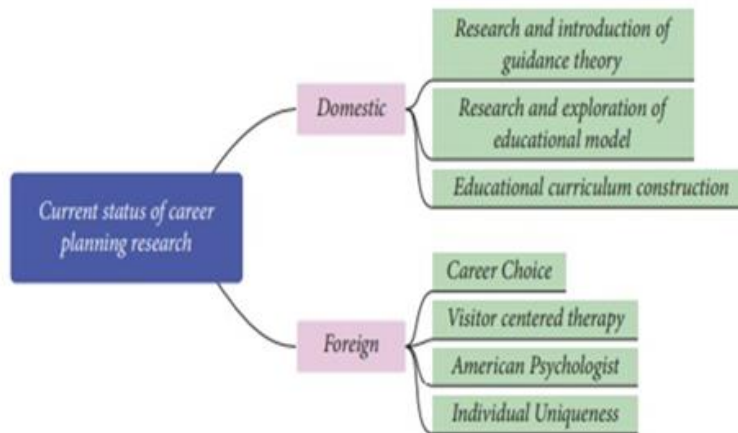 Research and introduction of
guidance theory
Domestic
Research and exploration of
educational model
Educational curriculum construction
Current status of career
planning research
Career Choice
Visitor centered therapy
Foreign
American Psychologist
Individual Uniqueness